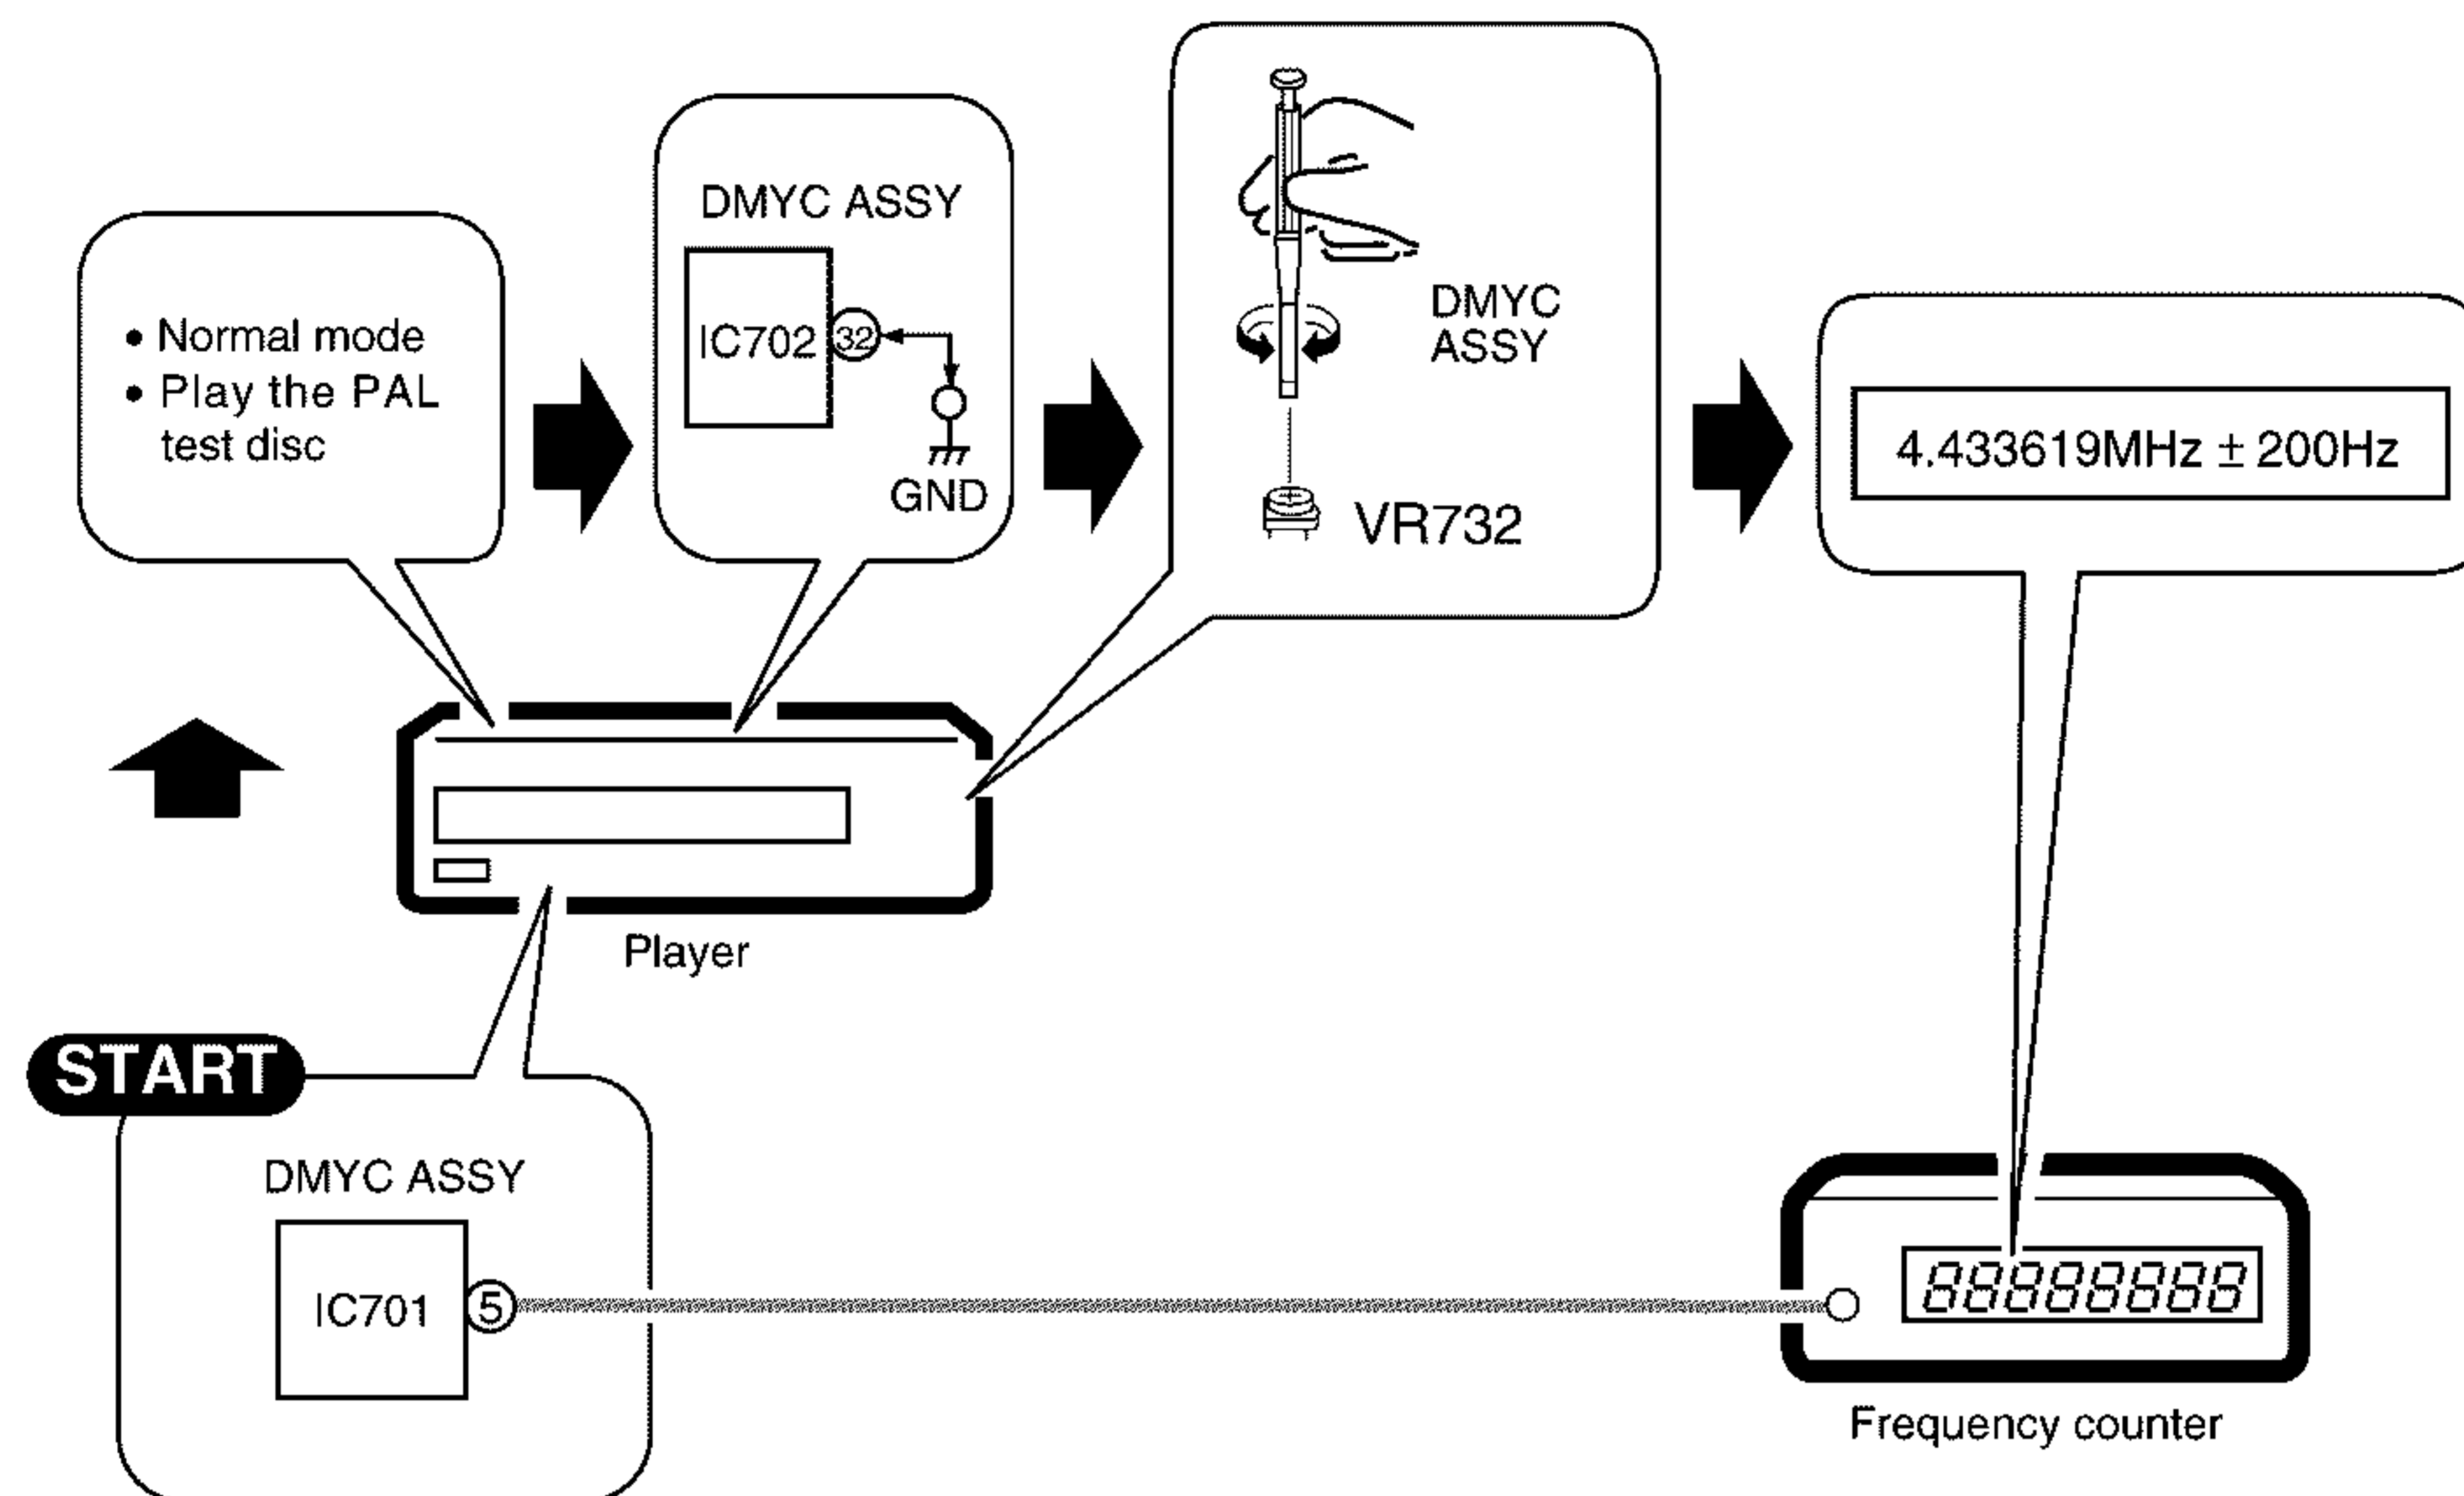 DMYC ASSY
IC702
32
GND
• Normal mode
• Play the PAL
test disc
DMYC
ASSY
VR732
4.433619MHz ± 200Hz
Player
START
DMYC ASSY
IC701
5
88888888
Frequency counter